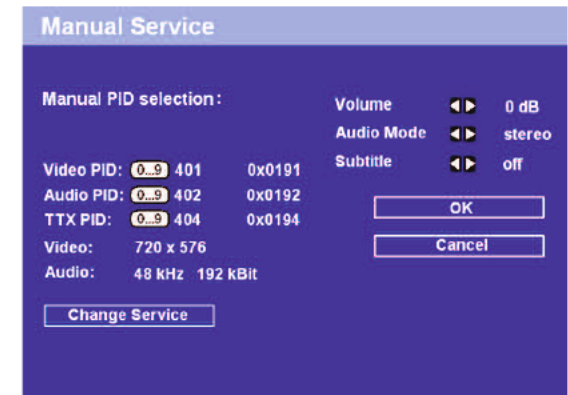 Manual Service
Manual PID selection:
Video PID: 0...9 401 0x0191
Audio PID: 0...9 402 0x0192
TTX PID: 0...9 404 0x0194
Video: 720 x 576
Audio: 48 kHz 192 kBit
Change Service
Volume 0 dB
Audio Mode stereo
Subtitle off
OK
Cancel